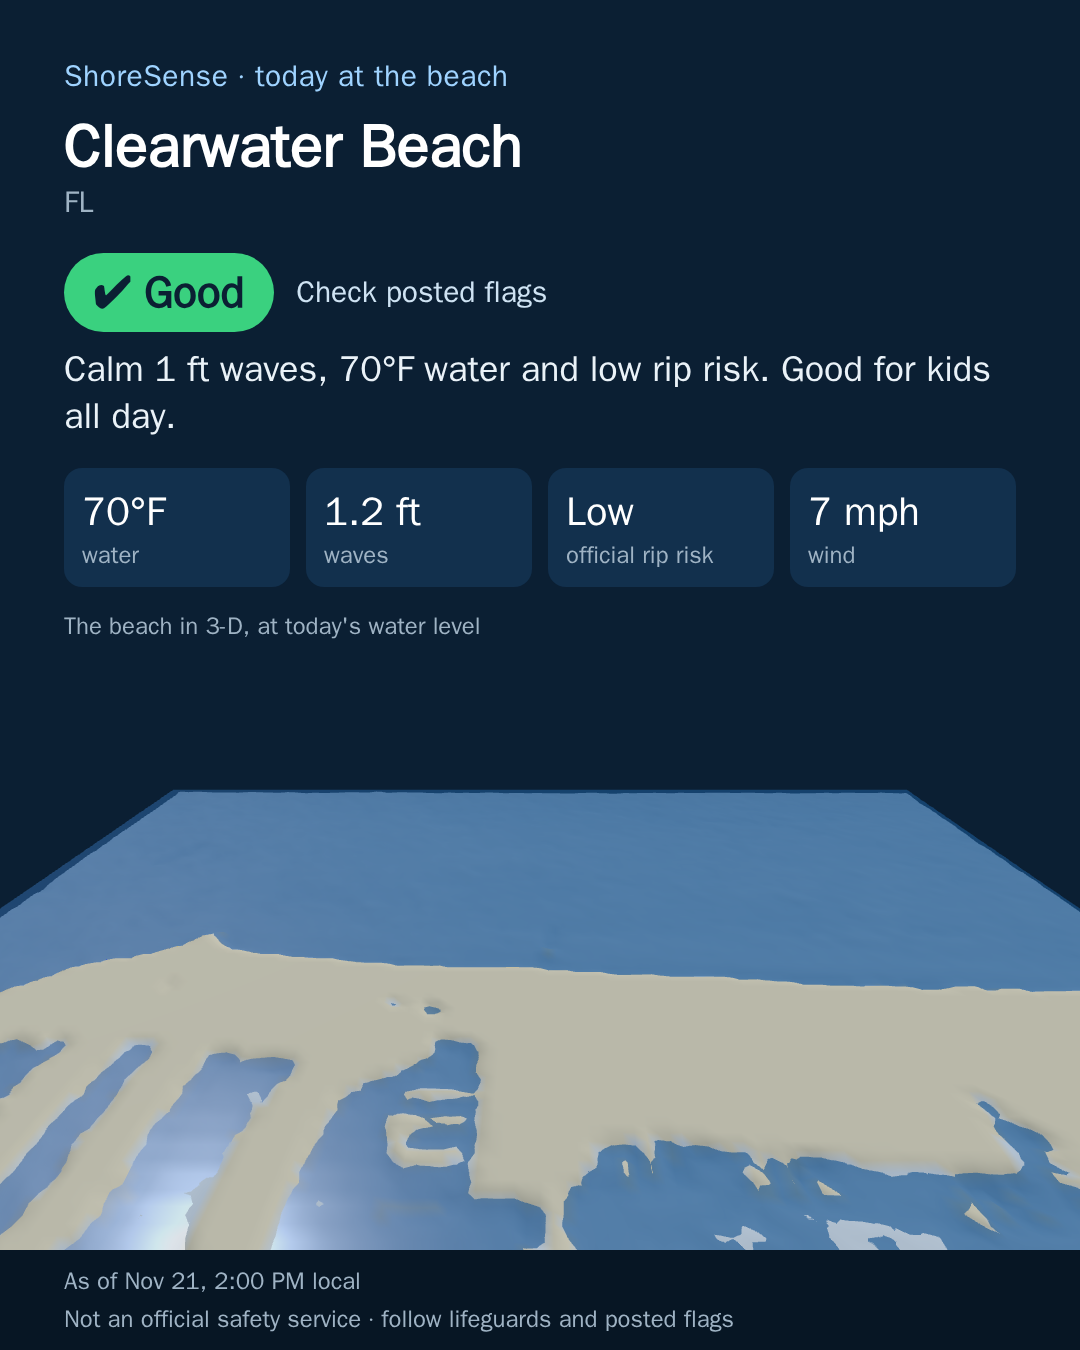 ShoreSense · today at the beach
Clearwater Beach
FL
✔ Good
Check posted flags
Calm 1 ft waves, 70°F water and low rip risk. Good for kids
all day.
70°F
water
1.2 ft
waves
Low
official rip risk
7 mph
wind
The beach in 3-D, at today's water level
As of Nov 21, 2:00 PM local
Not an official safety service · follow lifeguards and posted flags